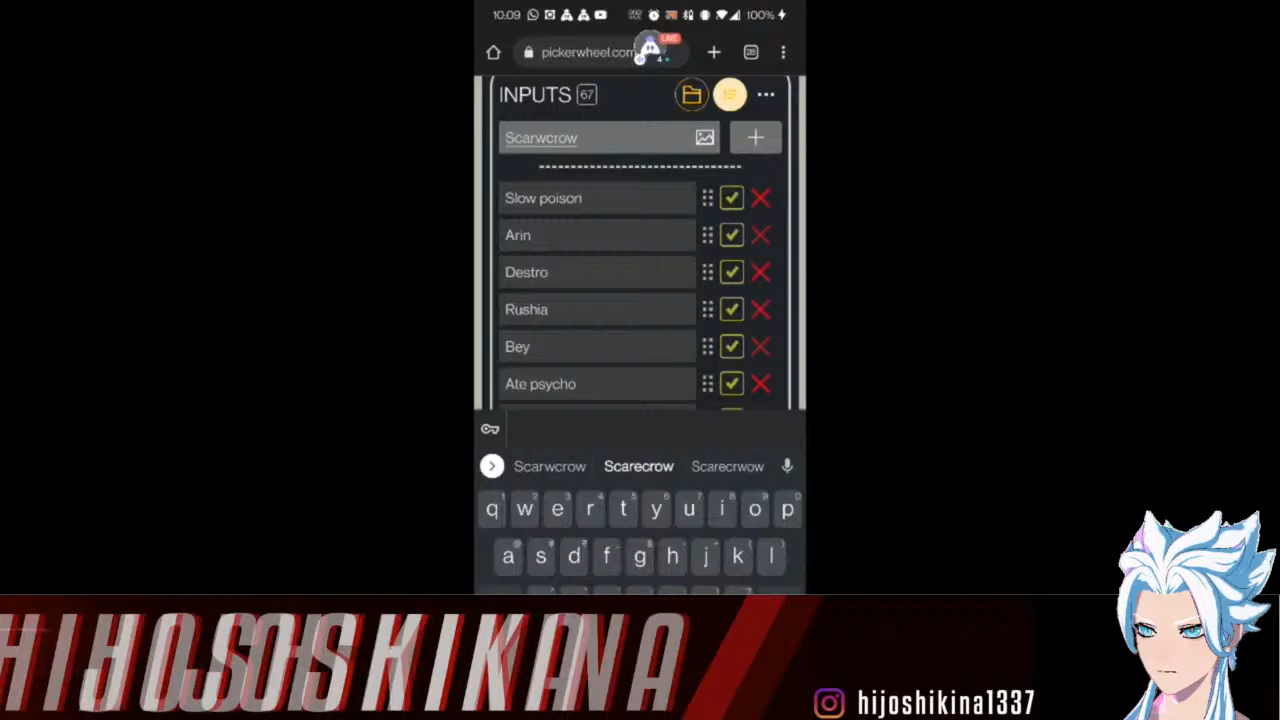 10:09 100%
pickerwheel.com LIVE 28
INPUTS 67
Scarwcrow
Slow poison
Arin
Destro
Rushia
Bey
Ate psycho
Scarwcrow Scarecrow Scarecrwow
q w e r t y u i o p
a s d f g h j k l
HIJOSHIKINA
hijoshikina1337